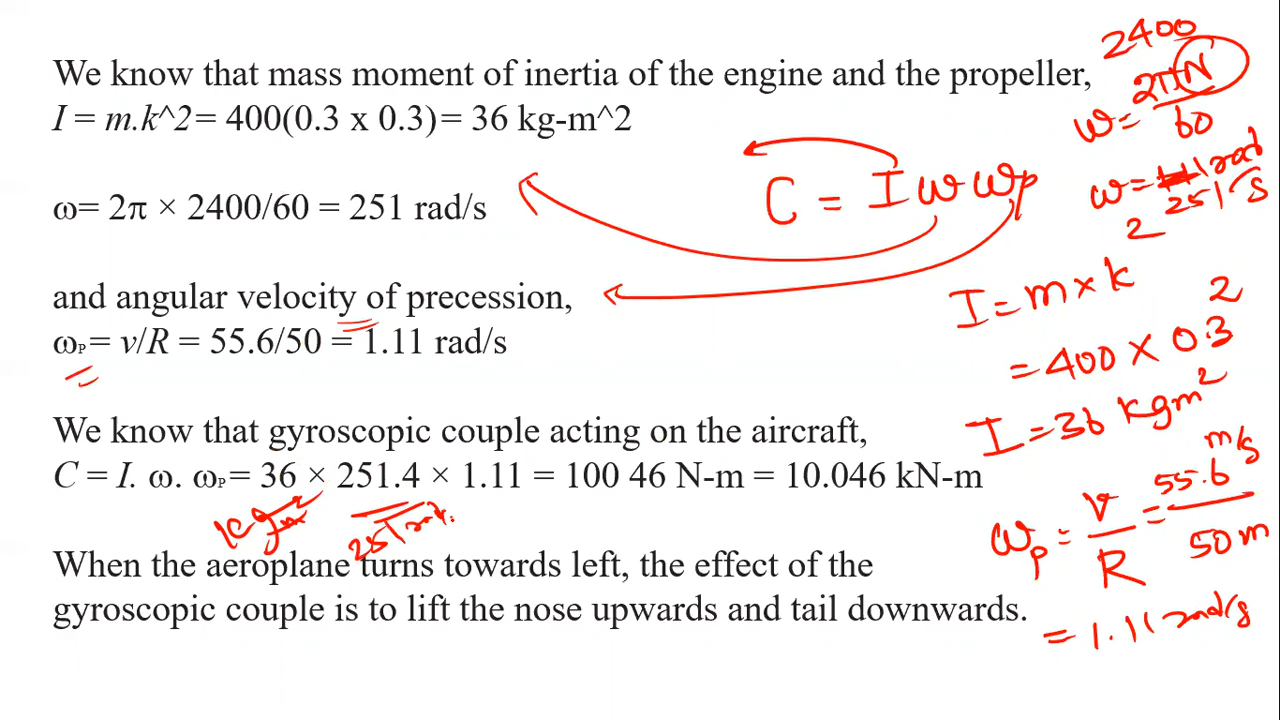 We know that mass moment of inertia of the engine and the propeller,
I = m.k^2= 400(0.3 x 0.3)= 36 kg-m^2
ω= 2π × 2400/60 = 251 rad/s
and angular velocity of precession,
ωP= v/R = 55.6/50 = 1.11 rad/s
We know that gyroscopic couple acting on the aircraft,
C = I. ω. ωP= 36 × 251.4 × 1.11 = 100 46 N-m = 10.046 kN-m
kgm²
251 rad.
When the aeroplane turns towards left, the effect of the
gyroscopic couple is to lift the nose upwards and tail downwards.
C = I ω ωp
2400
ω = 2πN
60
ω = 251 rad/s
I = m × k²
= 400 × 0.3²
I = 36 kgm²
ωp = v/R = 55.6 m/s
50 m
= 1.11 rad/s